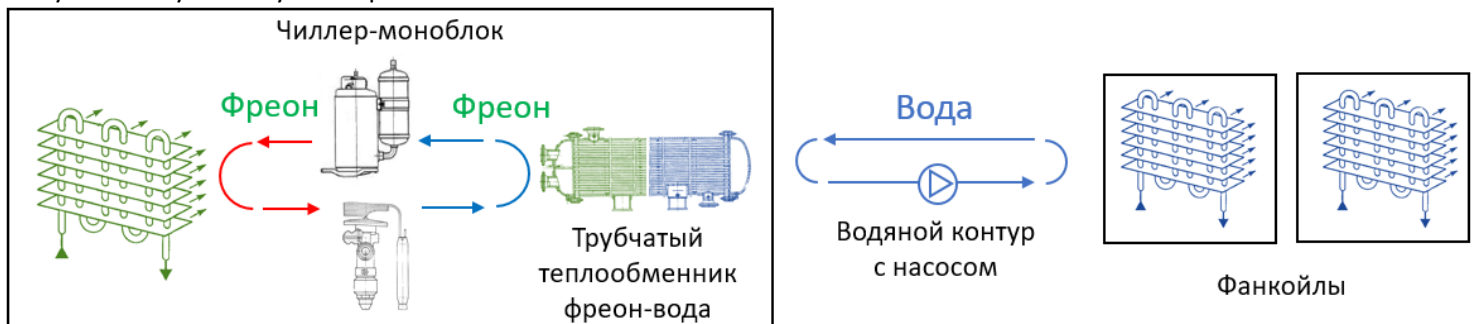 Чиллер-моноблок
Фреон
Фреон
Вода
Трубчатый
теплообменник
фреон-вода
Водяной контур
с насосом
Фанкойлы